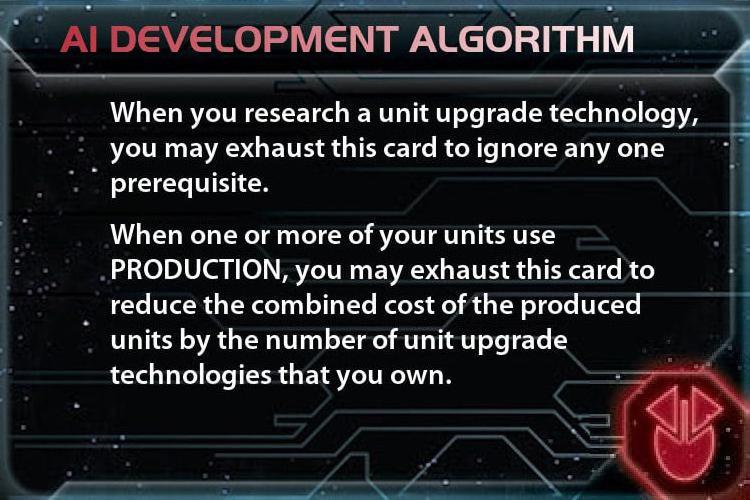 AI DEVELOPMENT ALGORITHM
When you research a unit upgrade technology,
you may exhaust this card to ignore any one
prerequisite.
When one or more of your units use
PRODUCTION, you may exhaust this card to
reduce the combined cost of the produced
units by the number of unit upgrade
technologies that you own.